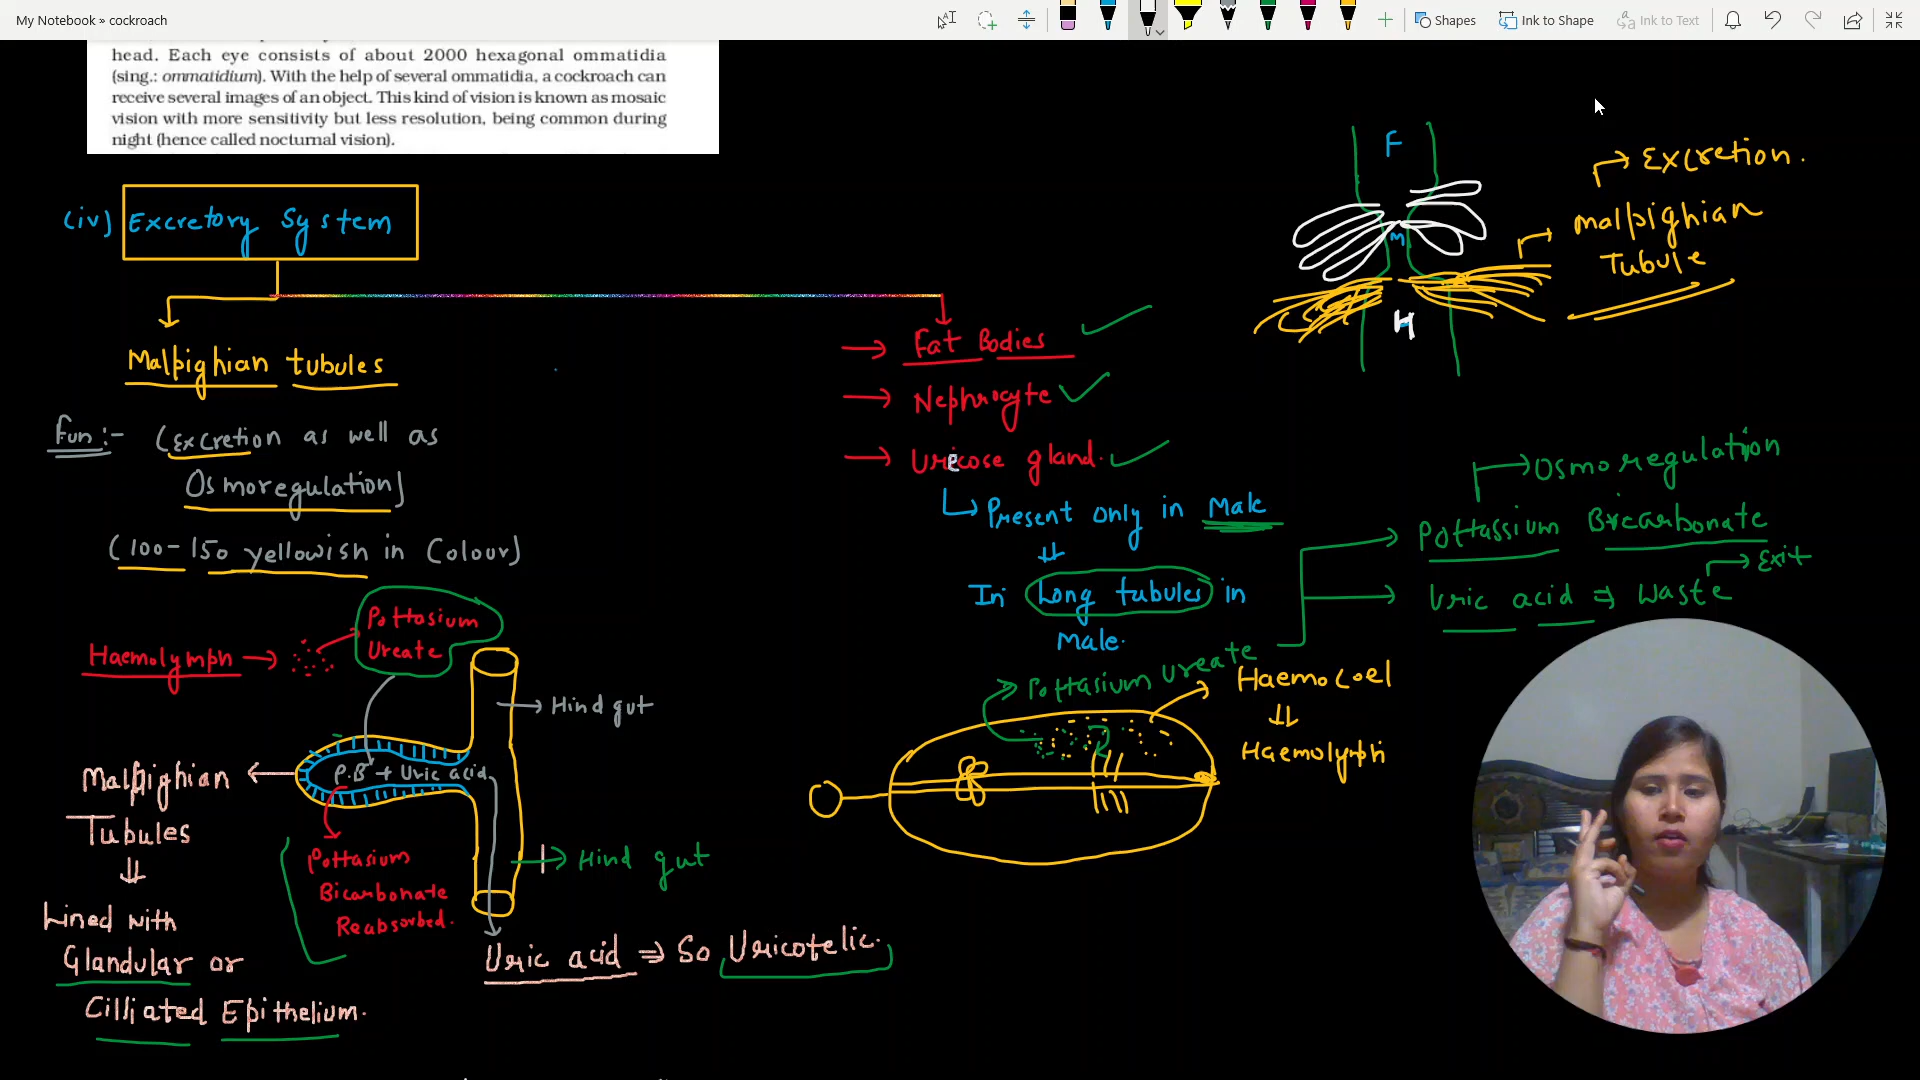 My Notebook » cockroach
Shapes
Ink to Shape
Ink to Text
head. Each eye consists of about 2000 hexagonal ommatidia
(sing.: ommatidium). With the help of several ommatidia, a cockroach can
receive several images of an object. This kind of vision is known as mosaic
vision with more sensitivity but less resolution, being common during
night (hence called nocturnal vision).
(iv) Excretory System
Malpighian tubules
Fun:- (Excretion as well as
Osmoregulation)
(100-150 yellowish in Colour)
Haemolymph →
Pottasium
Ureate
→ Hind gut
P.B + Uric acid
Malpighian
Tubules
⇓
Lined with
Glandular or
Cilliated Epithelium.
Pottasium
Bicarbonate
Reabsorbed.
→ Hind gut
Uric acid ⇒ So Uricotelic.
→ Fat Bodies ✓
→ Nephrocyte ✓
→ Urecose gland. ✓
↳ Present only in Male
⇓
In Long tubules in
Male.
Pottasium Ureate
Haemocoel
⇓
Haemolymph
F
M
H
→ Excretion.
Malpighian
Tubule
→ Osmoregulation
Pottassium Bicarbonate
→ Exit
Uric acid ⇒ Waste